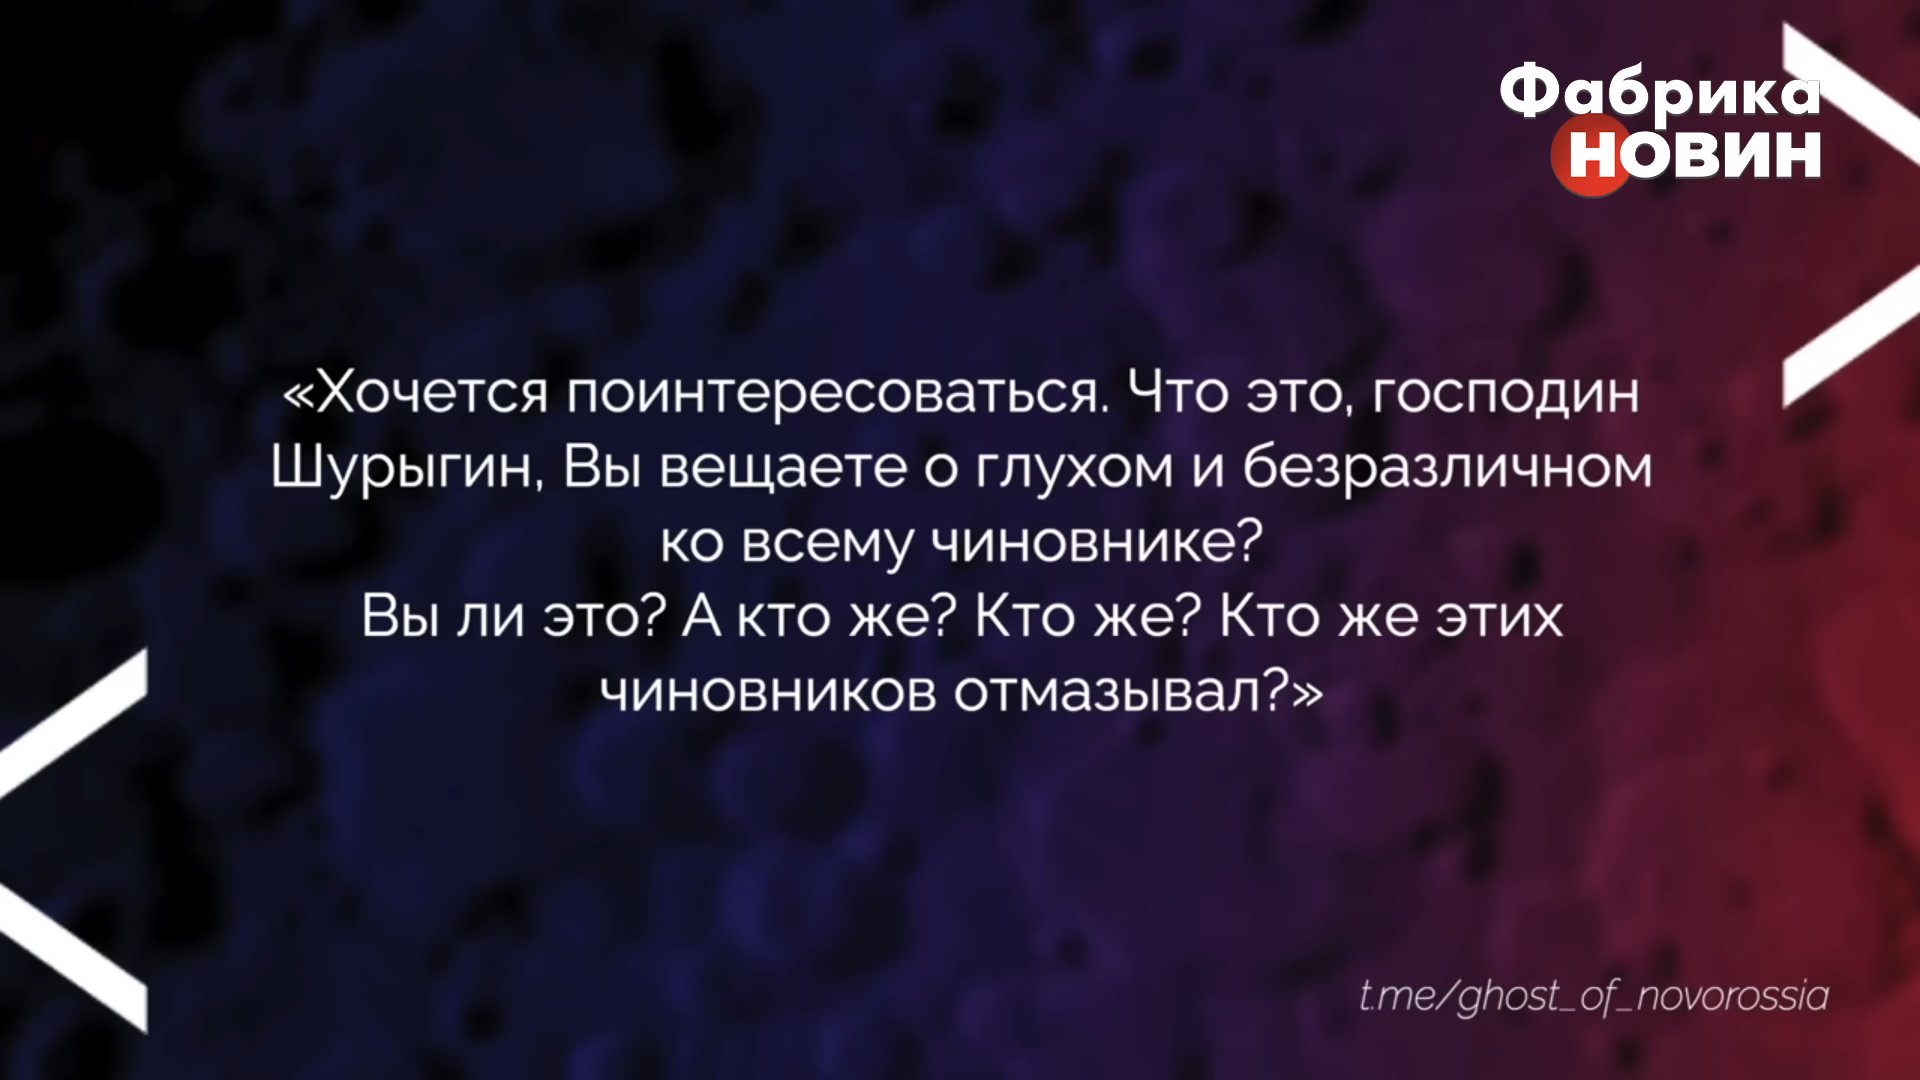 Фабрика
новин
«Хочется поинтересоваться. Что это, господин
Шурыгин, Вы вещаете о глухом и безразличном
ко всему чиновнике?
Вы ли это? А кто же? Кто же? Кто же этих
чиновников отмазывал?»
t.me/ghost_of_novorossia